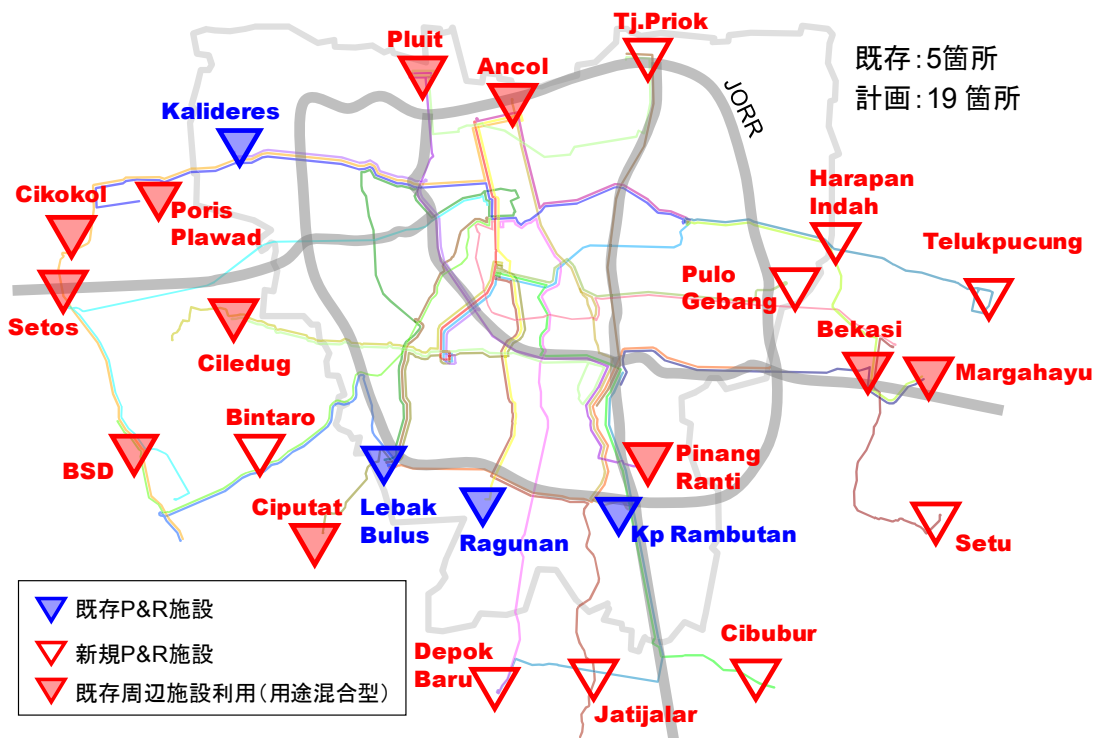 Tj.Priok
Pluit
既存：5箇所
計画：19 箇所
Ancol
JORR
Kalideres
Harapan
Indah
Cikokol
Poris
Plawad
Telukpucung
Pulo
Gebang
Setos
Bekasi
Ciledug
Margahayu
Bintaro
BSD
Pinang
Ranti
Ciputat
Lebak
Bulus
Ragunan
Kp Rambutan
Setu
既存P&R施設
新規P&R施設
既存周辺施設利用（用途混合型）
Depok
Baru
Cibubur
Jatijalar